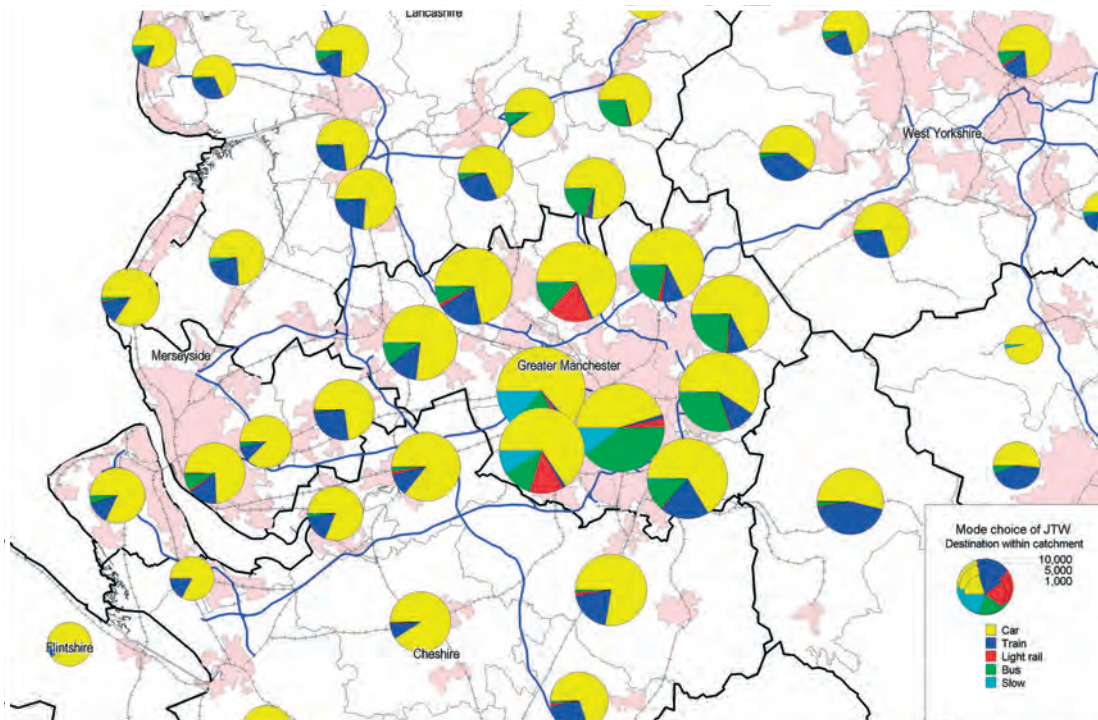 Lancashire
West Yorkshire
Merseyside
Greater Manchester
Flintshire
Cheshire
Mode choice of JTW
Destination within catchment
10,000
5,000
1,000
Car
Train
Light rail
Bus
Slow